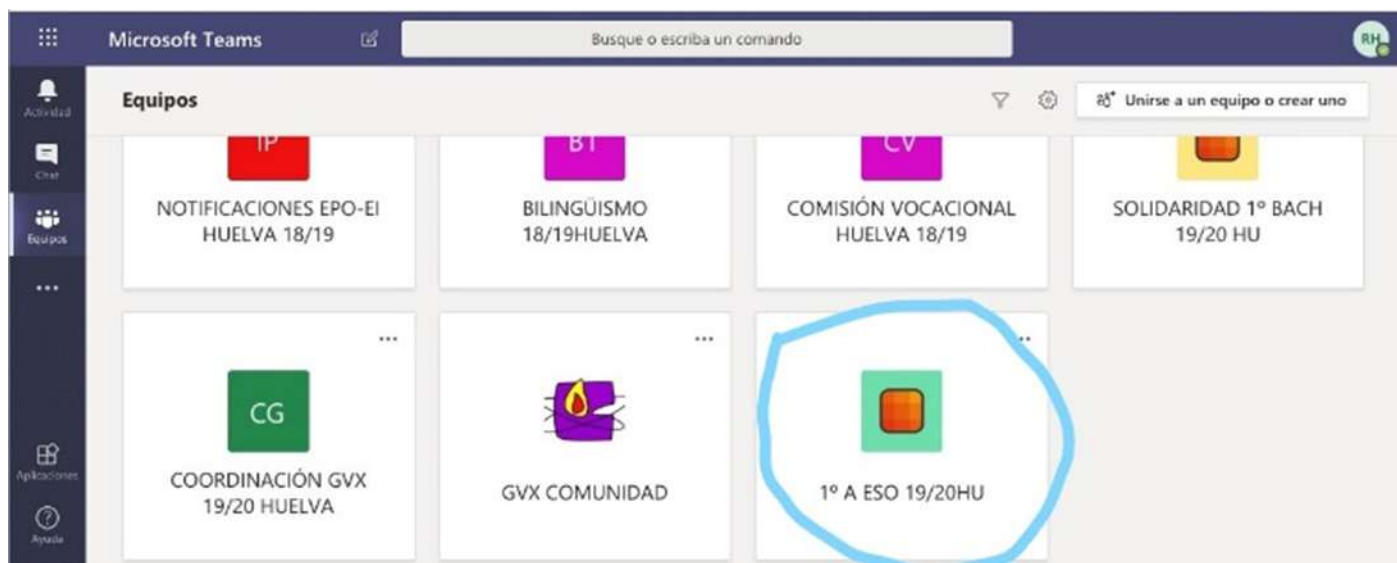 Microsoft Teams
Busque o escriba un comando
RH
Actividad
Equipos
Unirse a un equipo o crear uno
Chat
Equipos
Aplicaciones
Ayuda
IP
BT
CV
NOTIFICACIONES EPO-EI
HUELVA 18/19
BILINGÜISMO
18/19HUELVA
COMISIÓN VOCACIONAL
HUELVA 18/19
SOLIDARIDAD 1º BACH
19/20 HU
CG
COORDINACIÓN GVX
19/20 HUELVA
GVX COMUNIDAD
1º A ESO 19/20HU